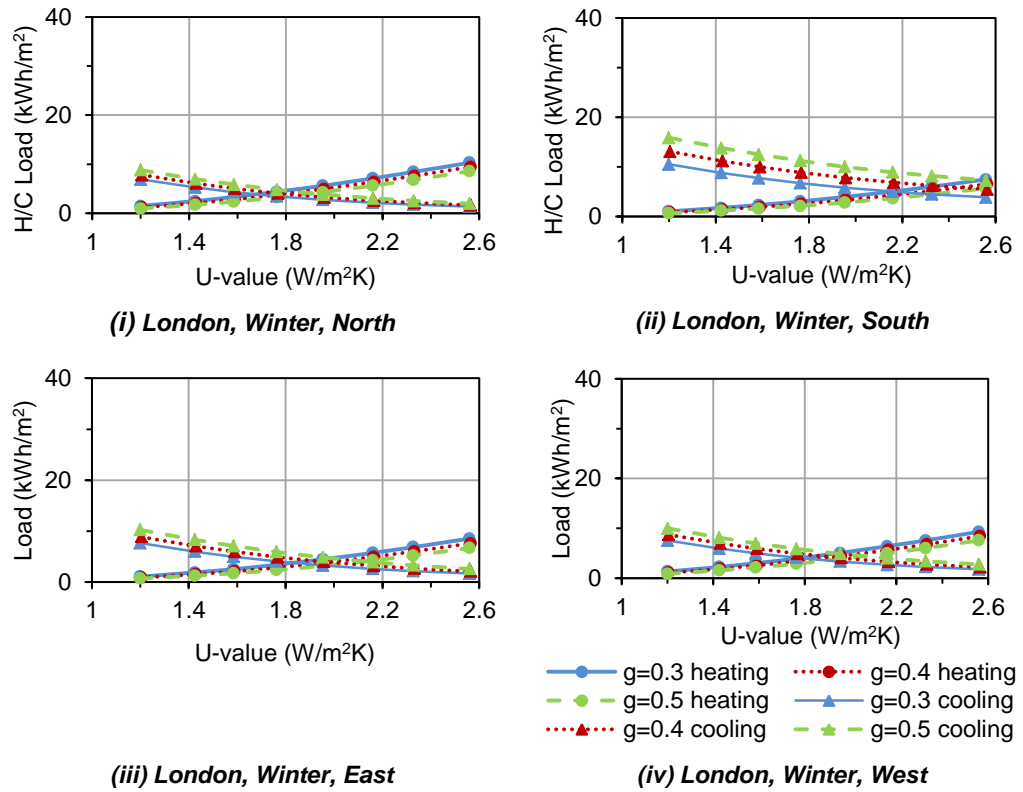 H/C Load (kWh/m²)
40
20
0
1 1.4 1.8 2.2 2.6
U-value (W/m²K)
(i) London, Winter, North
H/C Load (kWh/m²)
40
20
0
1 1.4 1.8 2.2 2.6
U-value (W/m²K)
(ii) London, Winter, South
Load (kWh/m²)
40
20
0
1 1.4 1.8 2.2 2.6
U-value (W/m²K)
(iii) London, Winter, East
Load (kWh/m²)
40
20
0
1 1.4 1.8 2.2 2.6
U-value (W/m²K)
g=0.3 heating g=0.4 heating
g=0.5 heating g=0.3 cooling
g=0.4 cooling g=0.5 cooling
(iv) London, Winter, West